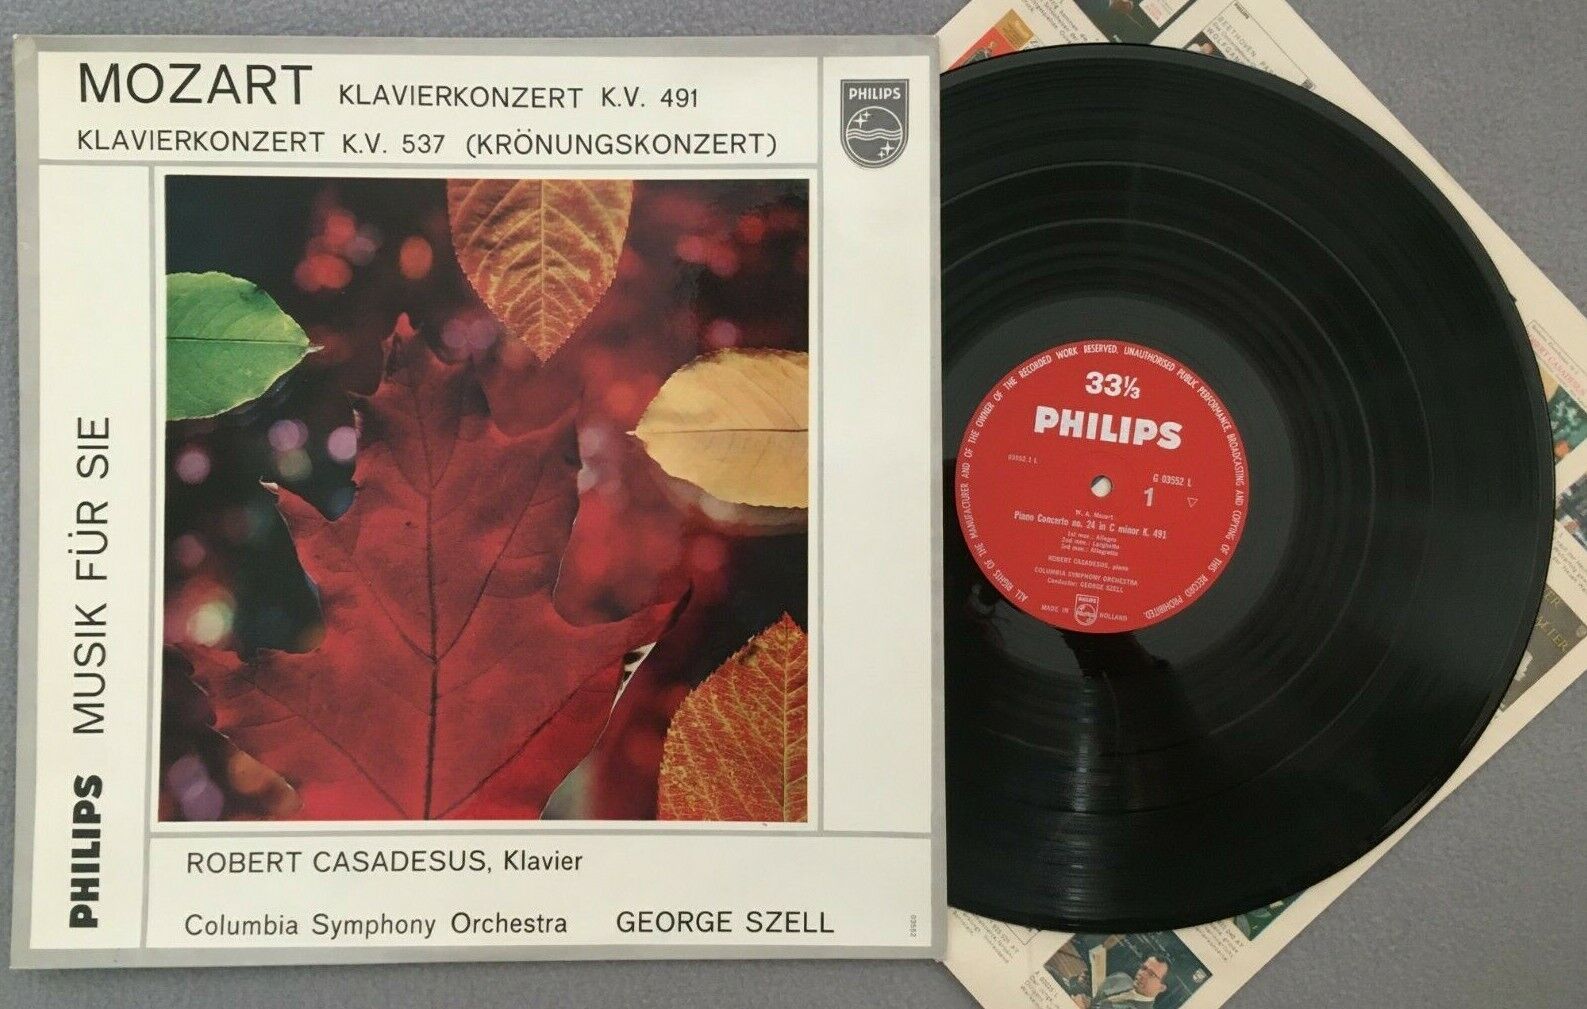 MOZART KLAVIERKONZERT K.V. 491
KLAVIERKONZERT K.V. 537 (KRÖNUNGSKONZERT)
PHILIPS
PHILIPS MUSIK FÜR SIE
ROBERT CASADESUS, Klavier
Columbia Symphony Orchestra GEORGE SZELL
03552
ALL RIGHTS OF THE MANUFACTURER AND OF THE OWNER OF THE RECORDED WORK RESERVED. UNAUTHORISED PUBLIC PERFORMANCE, BROADCASTING AND COPYING OF THIS RECORD PROHIBITED.
33⅓
PHILIPS
03552 1 L
G 03552 L
1
W. A. Mozart
Piano Concerto no. 24 in C minor K. 491
1st mov.: Allegro
2nd mov.: Larghetto
3rd mov.: Allegretto
ROBERT CASADESUS, piano
COLUMBIA SYMPHONY ORCHESTRA
Conductor: GEORGE SZELL
MADE IN PHILIPS HOLLAND
PHILIPS
BEETHOVEN